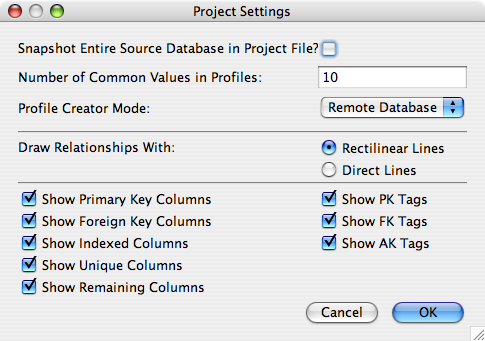 Project Settings
Snapshot Entire Source Database in Project File?
Number of Common Values in Profiles: 10
Profile Creator Mode: Remote Database
Draw Relationships With: Rectilinear Lines
Direct Lines
Show Primary Key Columns Show PK Tags
Show Foreign Key Columns Show FK Tags
Show Indexed Columns Show AK Tags
Show Unique Columns
Show Remaining Columns
Cancel OK